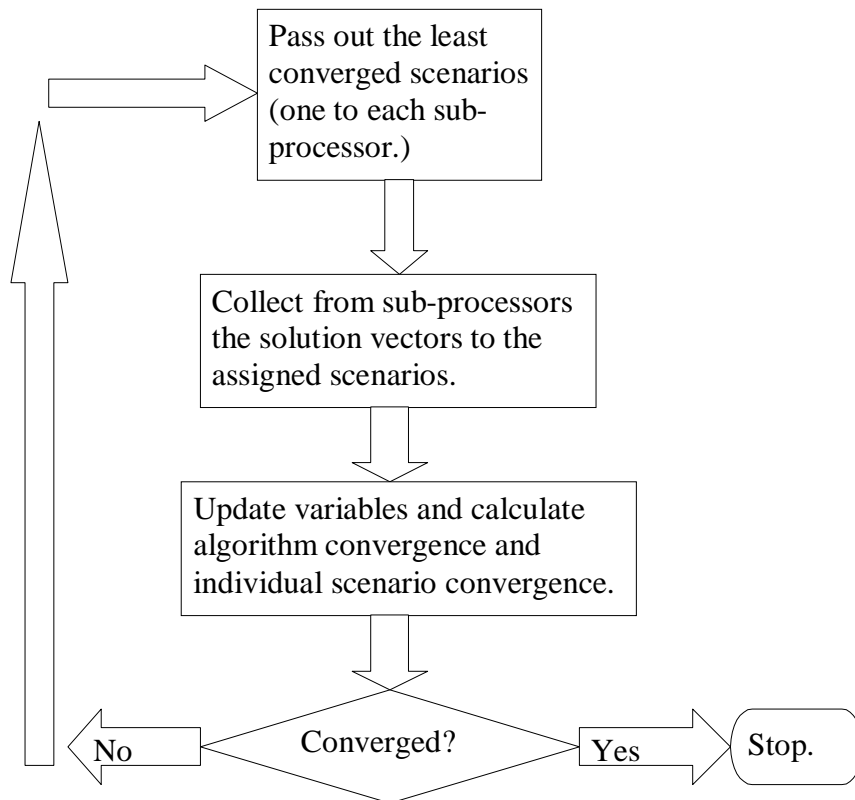 Pass out the least
converged scenarios
(one to each sub-
processor.)
Collect from sub-processors
the solution vectors to the
assigned scenarios.
Update variables and calculate
algorithm convergence and
individual scenario convergence.
No
Converged?
Yes
Stop.